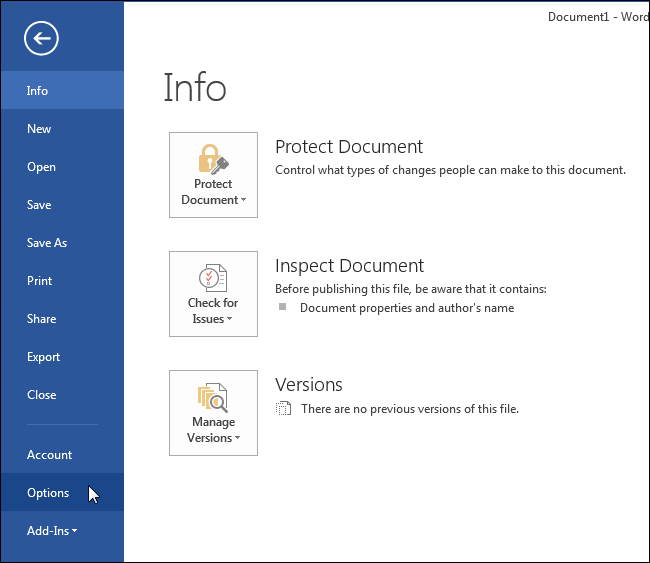 Document1 - Word
Info
New
Open
Save
Save As
Print
Share
Export
Close
Account
Options
Add-Ins
Info
Protect
Document
Protect Document
Control what types of changes people can make to this document.
Check for
Issues
Inspect Document
Before publishing this file, be aware that it contains:
Document properties and author's name
Manage
Versions
Versions
There are no previous versions of this file.